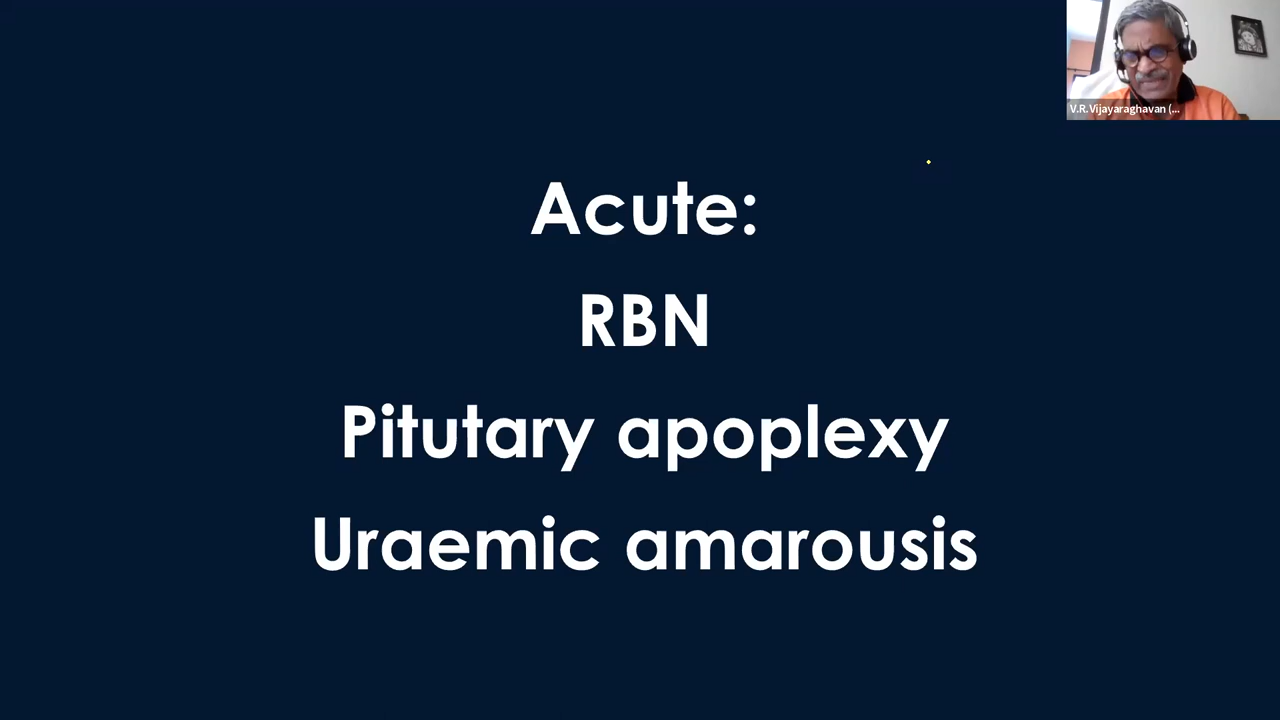 V.R.Vijayaraghavan (...
Acute:
RBN
Pitutary apoplexy
Uraemic amarousis